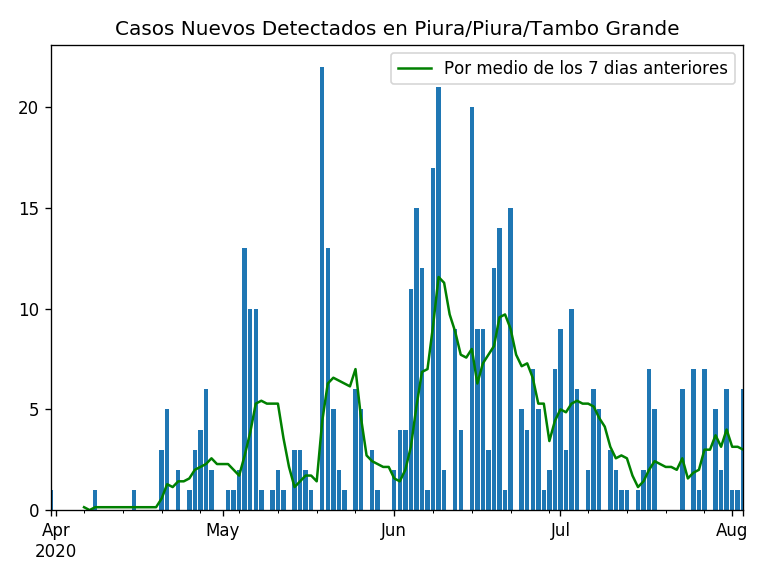 Casos Nuevos Detectados en Piura/Piura/Tambo Grande
Por medio de los 7 dias anteriores
20
15
10
5
0
Apr May Jun Jul Aug
2020